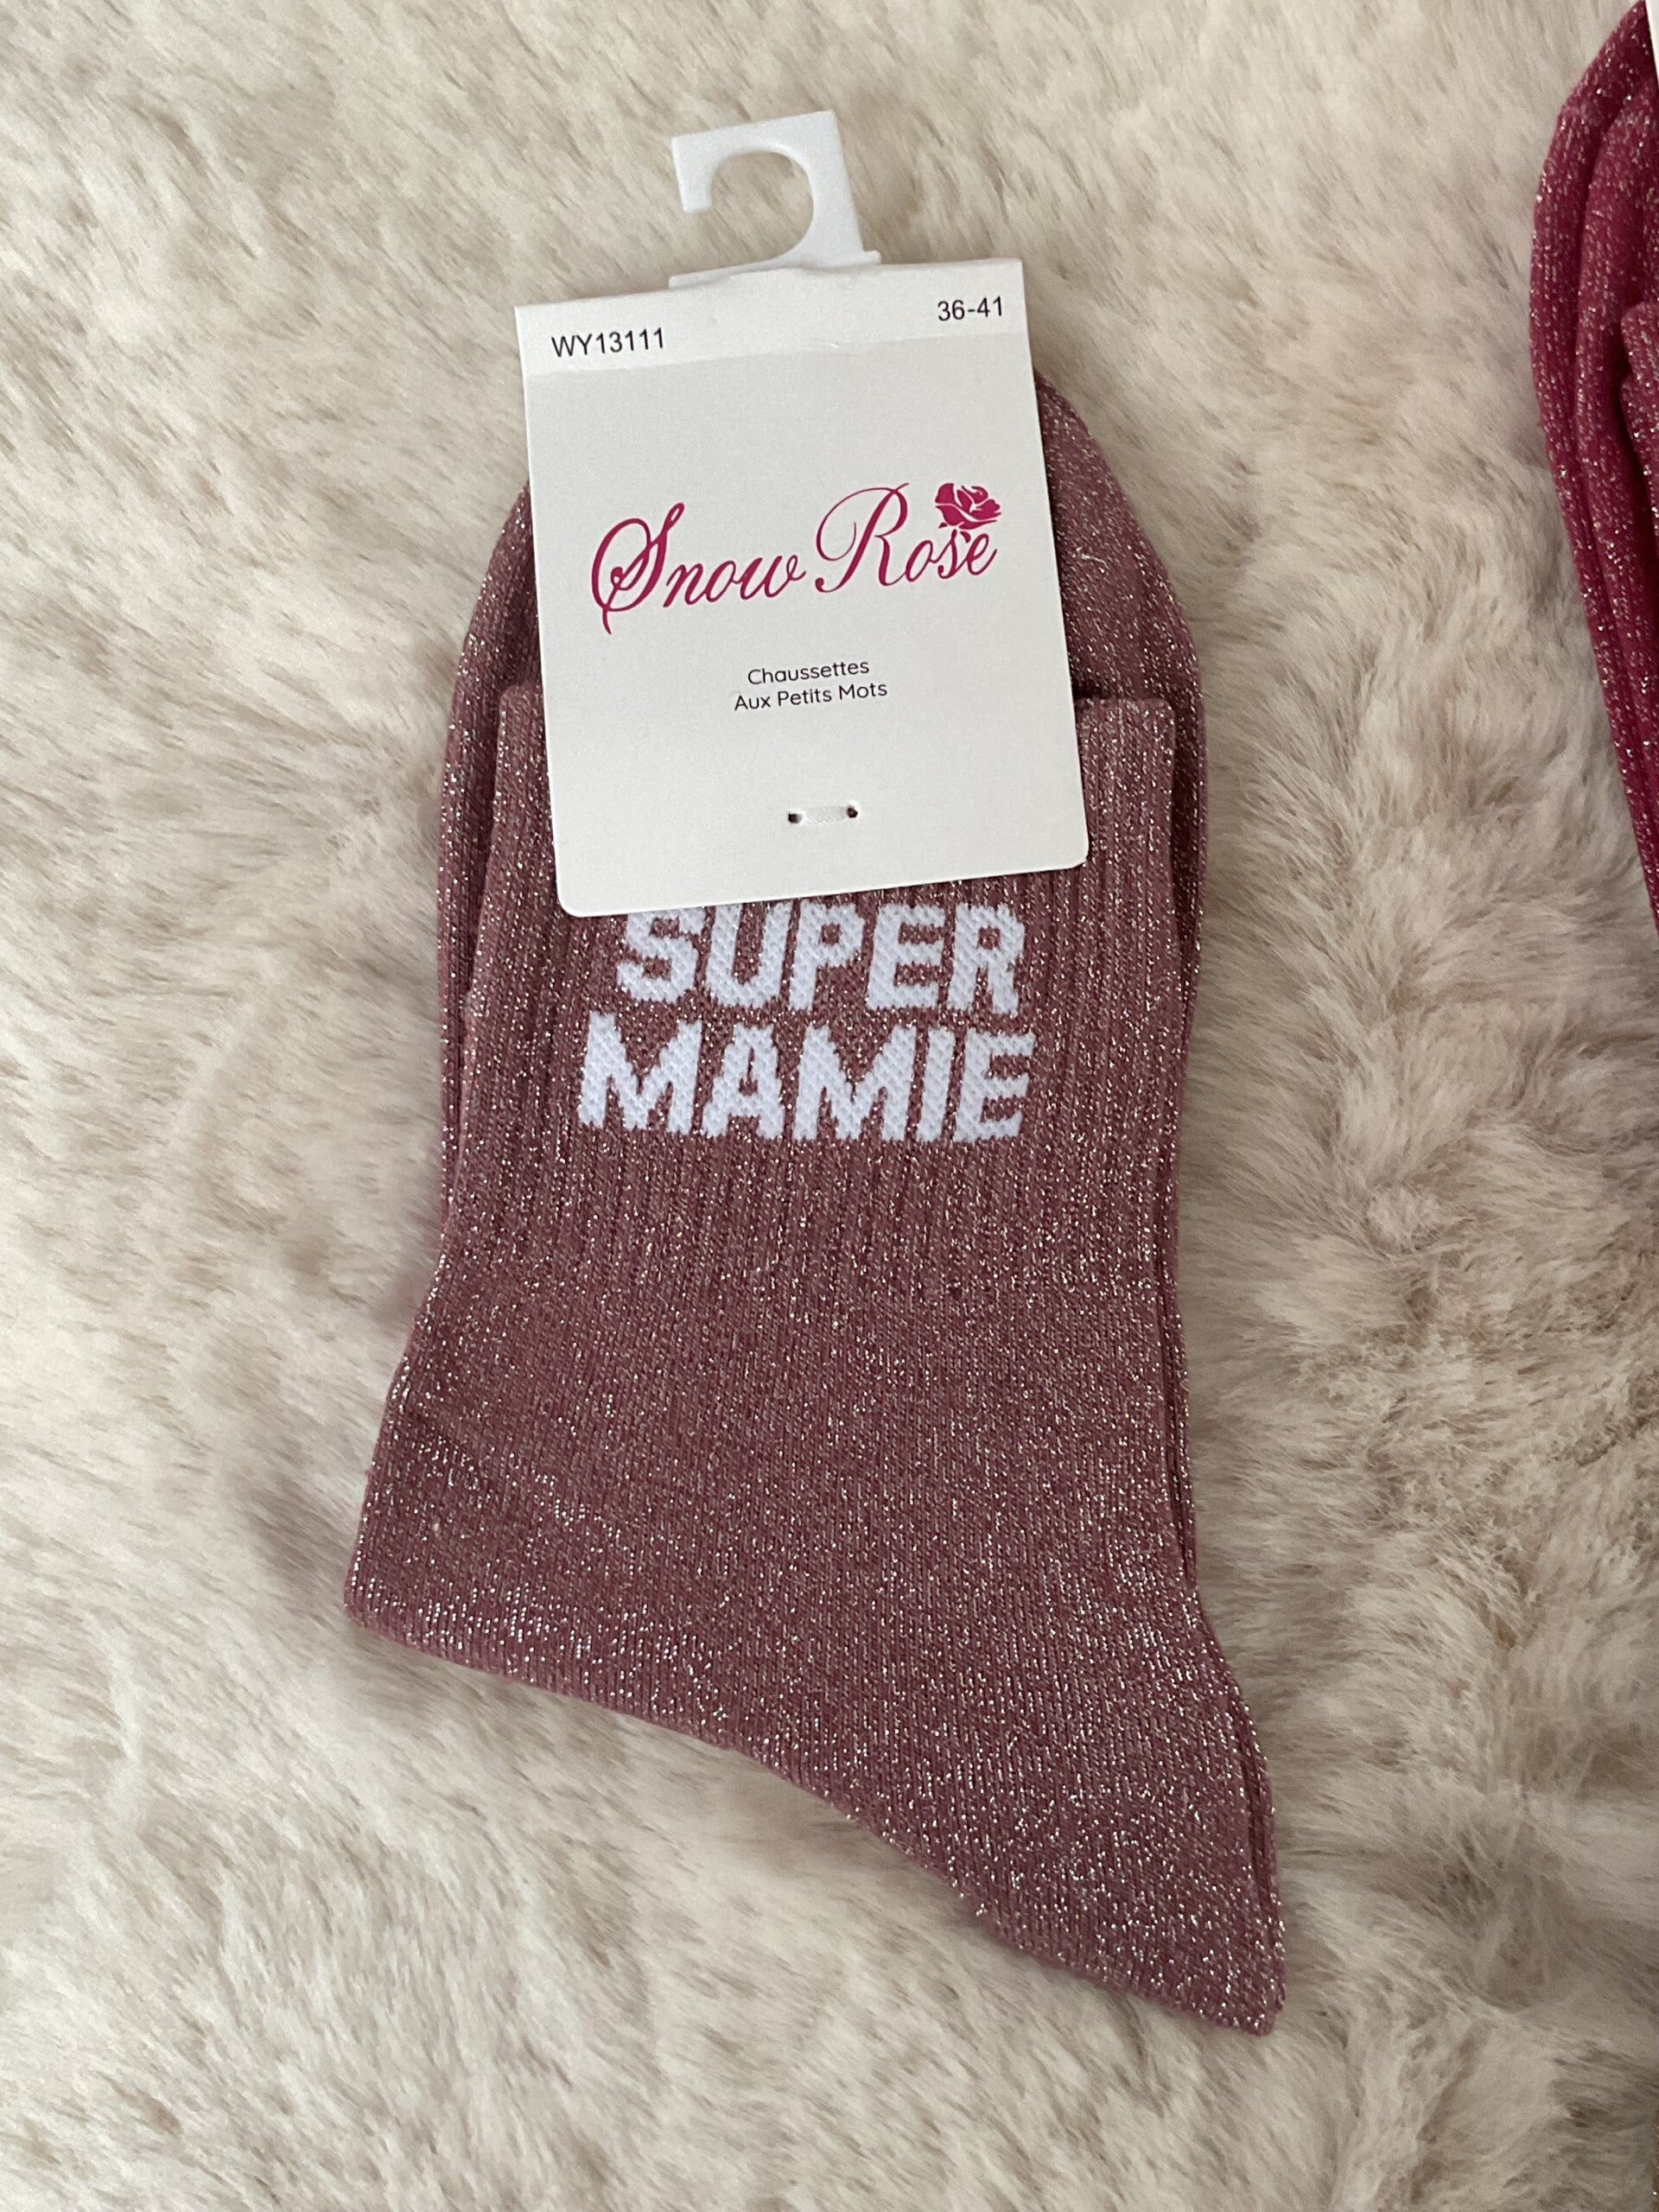 WY13111
36-41
Snow Rose
Chaussettes
Aux Petits Mots
SUPER
MAMIE